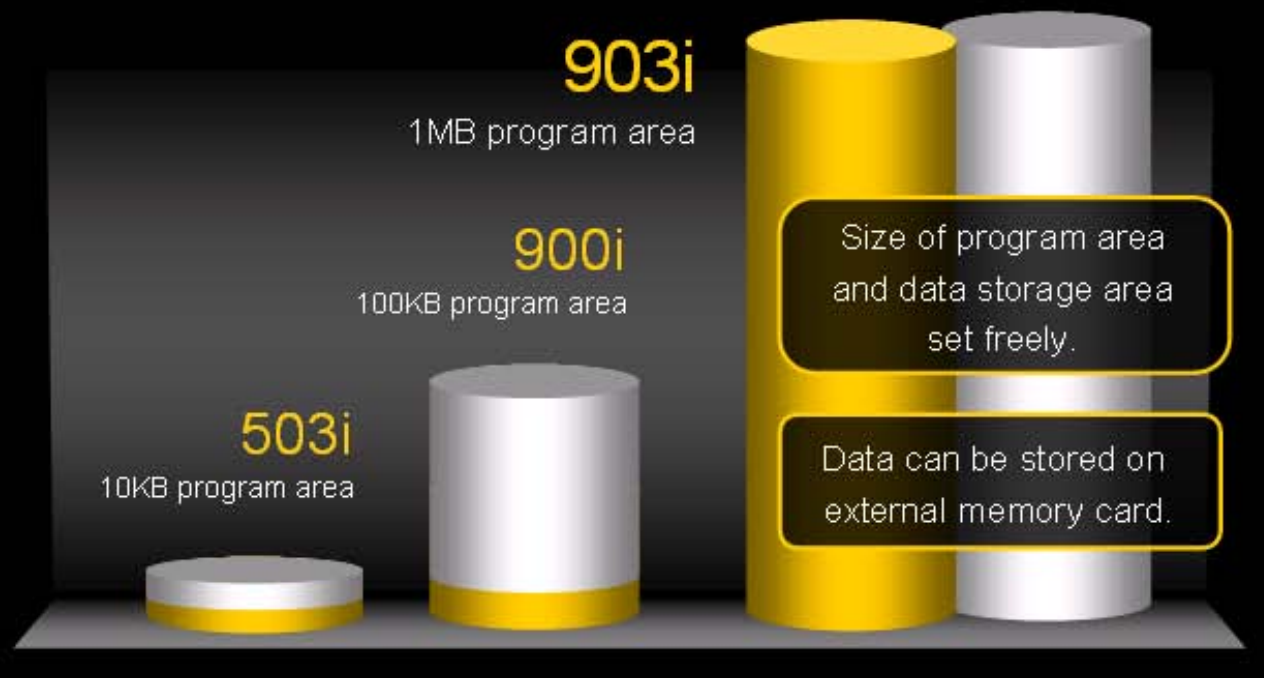 903i
1MB program area
900i
100KB program area
503i
10KB program area
Size of program area
and data storage area
set freely.
Data can be stored on
external memory card.